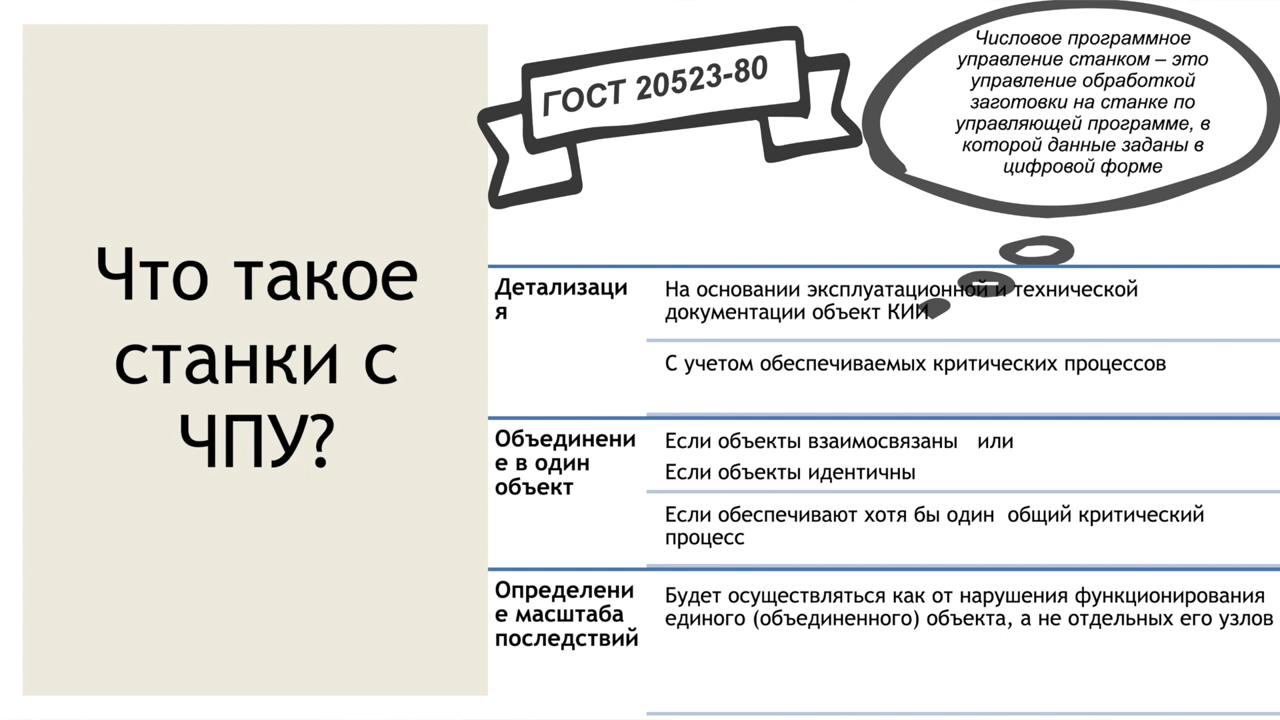 Что такое
станки с
ЧПУ?
ГОСТ 20523-80
Числовое программное
управление станком – это
управление обработкой
заготовки на станке по
управляющей программе, в
которой данные заданы в
цифровой форме
Детализаци
я
На основании эксплуатационной и технической
документации объект КИИ
С учетом обеспечиваемых критических процессов
Объединени
е в один
объект
Если объекты взаимосвязаны или
Если объекты идентичны
Если обеспечивают хотя бы один общий критический
процесс
Определени
е масштаба
последствий
Будет осуществляться как от нарушения функционирования
единого (объединенного) объекта, а не отдельных его узлов